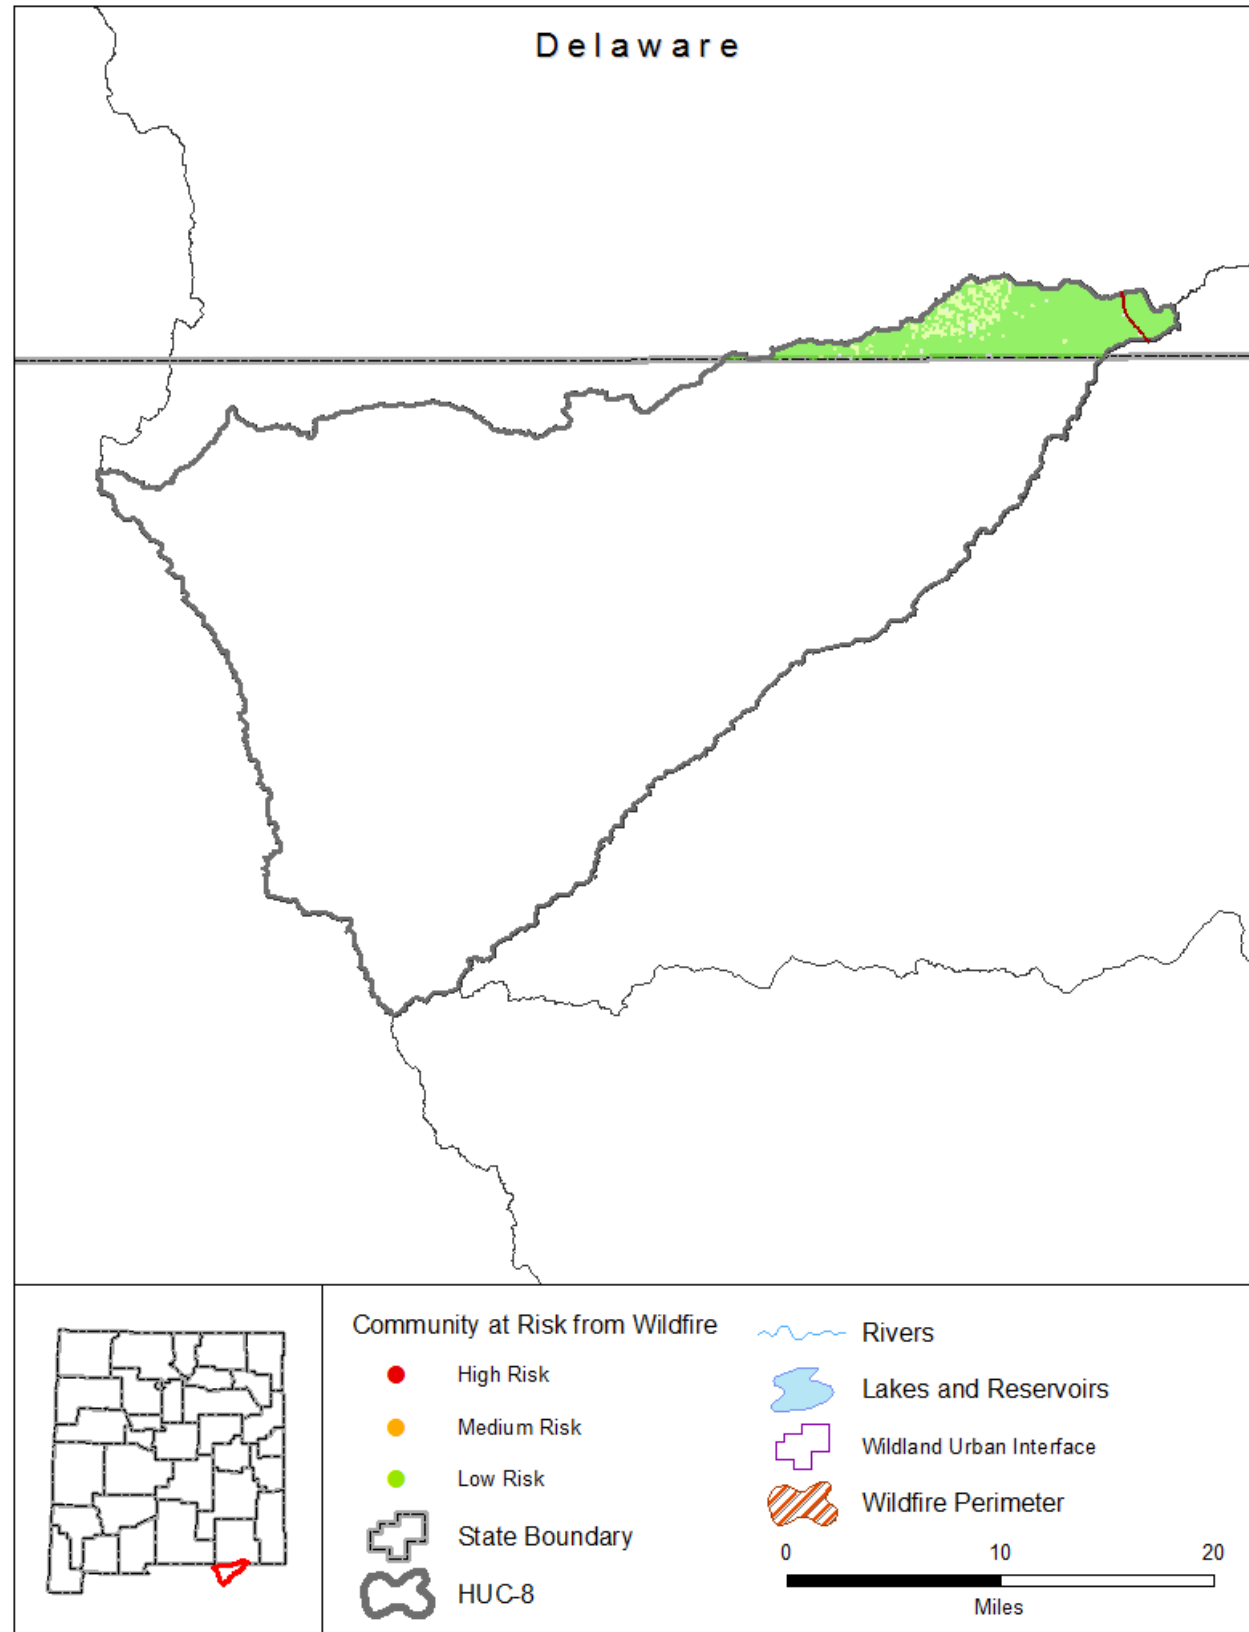 Delaware
Community at Risk from Wildfire
High Risk
Medium Risk
Low Risk
State Boundary
HUC-8
Rivers
Lakes and Reservoirs
Wildland Urban Interface
Wildfire Perimeter
0 10 20
Miles